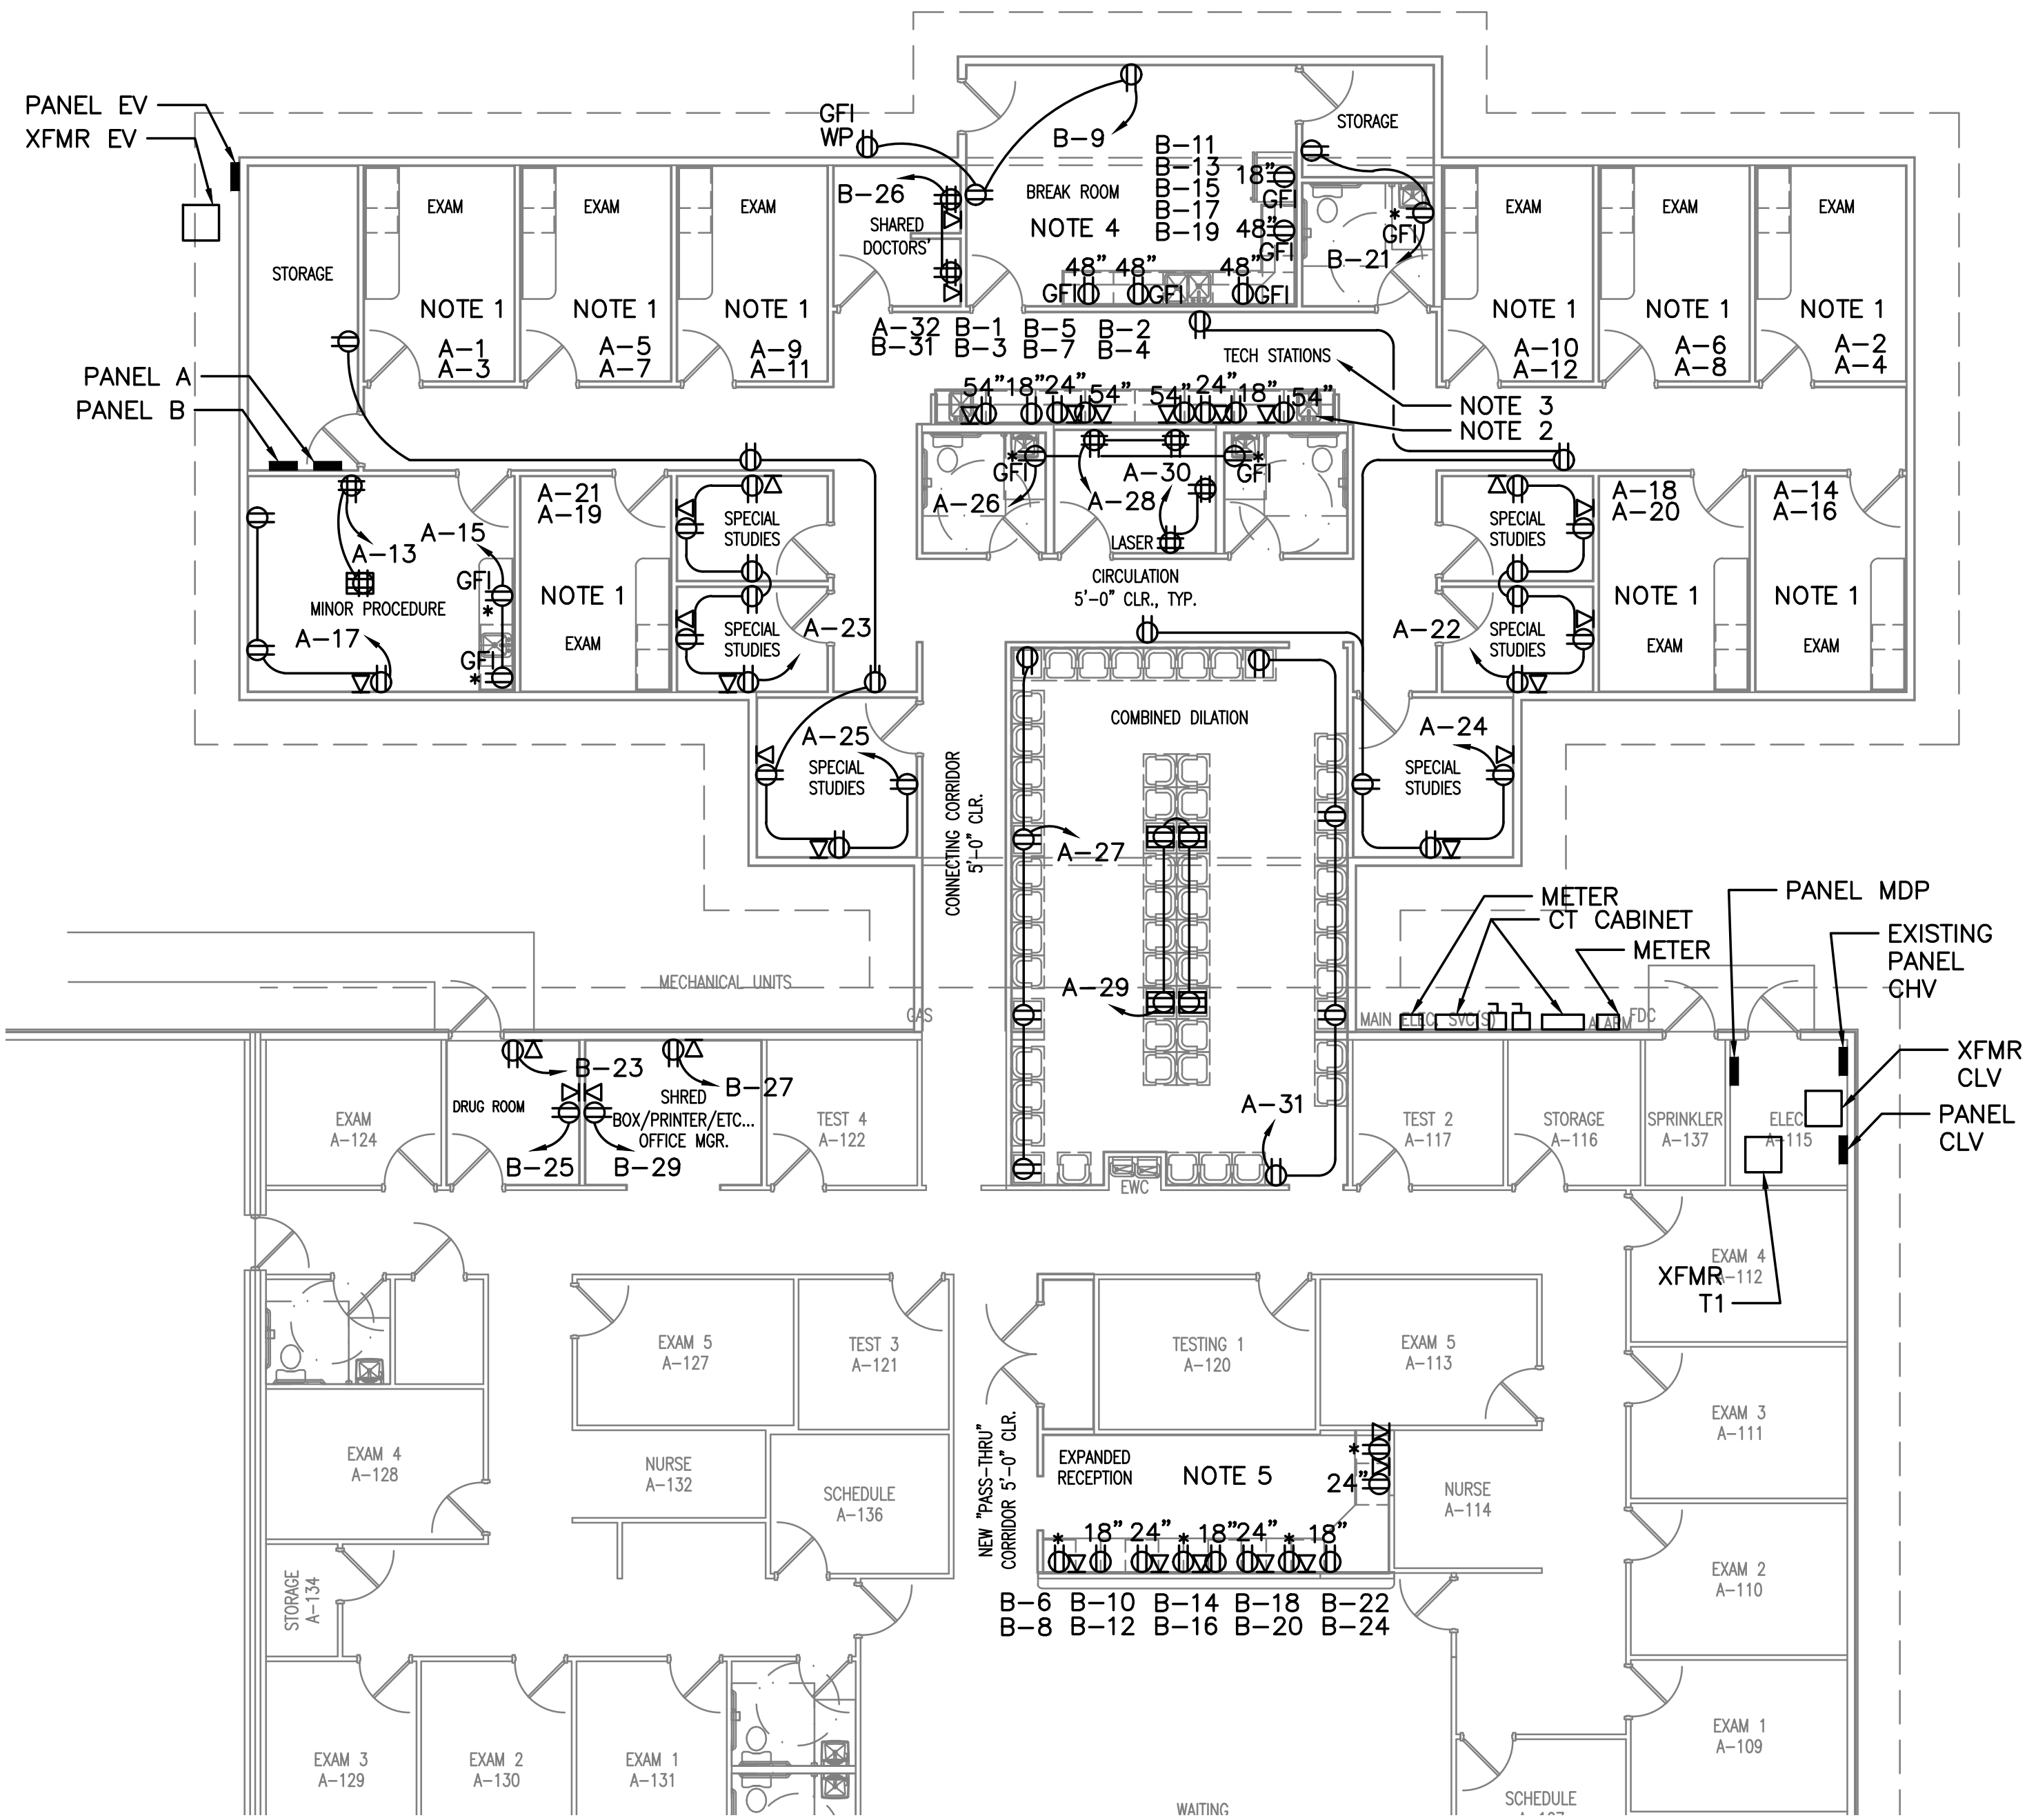 PANEL EV
XFMR EV
GFI
WP
B-9
STORAGE
B-11
B-13
B-15
B-17
B-19
18"
GFI
48"
GFI
BREAK ROOM
NOTE 4
B-26
SHARED
DOCTORS'
*
GFI
B-21
EXAM
EXAM
EXAM
EXAM
EXAM
EXAM
STORAGE
48"
48"
48"
GFI
GFI
GFI
NOTE 1
NOTE 1
NOTE 1
NOTE 1
NOTE 1
NOTE 1
A-1
A-3
A-5
A-7
A-9
A-11
A-32
B-31
B-1
B-3
B-5
B-7
B-2
B-4
TECH STATIONS
A-10
A-12
A-6
A-8
A-2
A-4
PANEL A
PANEL B
54"
18"
24"
54"
54"
24"
18"
54"
NOTE 3
NOTE 2
*
GFI
A-26
A-28
A-30
*
GFI
LASER
A-21
A-19
SPECIAL
STUDIES
SPECIAL
STUDIES
A-18
A-20
A-14
A-16
A-13
A-15
GFI
*
MINOR PROCEDURE
A-17
GFI
*
NOTE 1
EXAM
SPECIAL
STUDIES
A-23
CIRCULATION
5'-0" CLR., TYP.
A-22
SPECIAL
STUDIES
NOTE 1
EXAM
NOTE 1
EXAM
COMBINED DILATION
A-25
SPECIAL
STUDIES
A-24
SPECIAL
STUDIES
CONNECTING CORRIDOR
5'-0" CLR.
A-27
A-29
A-31
METER
CT CABINET
METER
PANEL MDP
EXISTING
PANEL
CHV
MECHANICAL UNITS
GAS
MAIN ELEC. SVC(S)
ALARM
FDC
XFMR
CLV
PANEL
CLV
EXAM
A-124
DRUG ROOM
B-23
B-25
B-27
SHRED
BOX/PRINTER/ETC...
OFFICE MGR.
B-29
TEST 4
A-122
EWC
TEST 2
A-117
STORAGE
A-116
SPRINKLER
A-137
ELEC
A-115
EXAM 4
A-112
XFMR
T1
EXAM 5
A-127
TEST 3
A-121
TESTING 1
A-120
EXAM 5
A-113
EXAM 3
A-111
EXAM 4
A-128
NURSE
A-132
SCHEDULE
A-136
NEW "PASS-THRU"
CORRIDOR 5'-0" CLR.
EXPANDED
RECEPTION
NOTE 5
*
24"
NURSE
A-114
*
18"
24"
*
18"
24"
*
18"
EXAM 2
A-110
STORAGE
A-134
B-6
B-8
B-10
B-12
B-14
B-16
B-18
B-20
B-22
B-24
EXAM 3
A-129
EXAM 2
A-130
EXAM 1
A-131
EXAM 1
A-109
WAITING
SCHEDULE